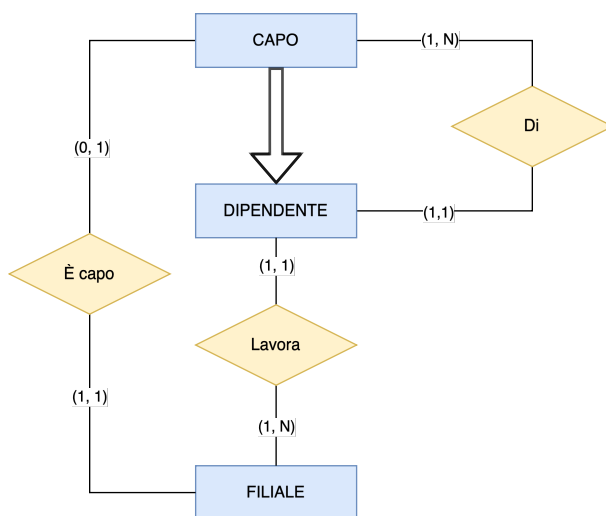 CAPO
(1, N)
Di
(0, 1)
DIPENDENTE
(1,1)
(1, 1)
È capo
Lavora
(1, 1)
(1, N)
FILIALE